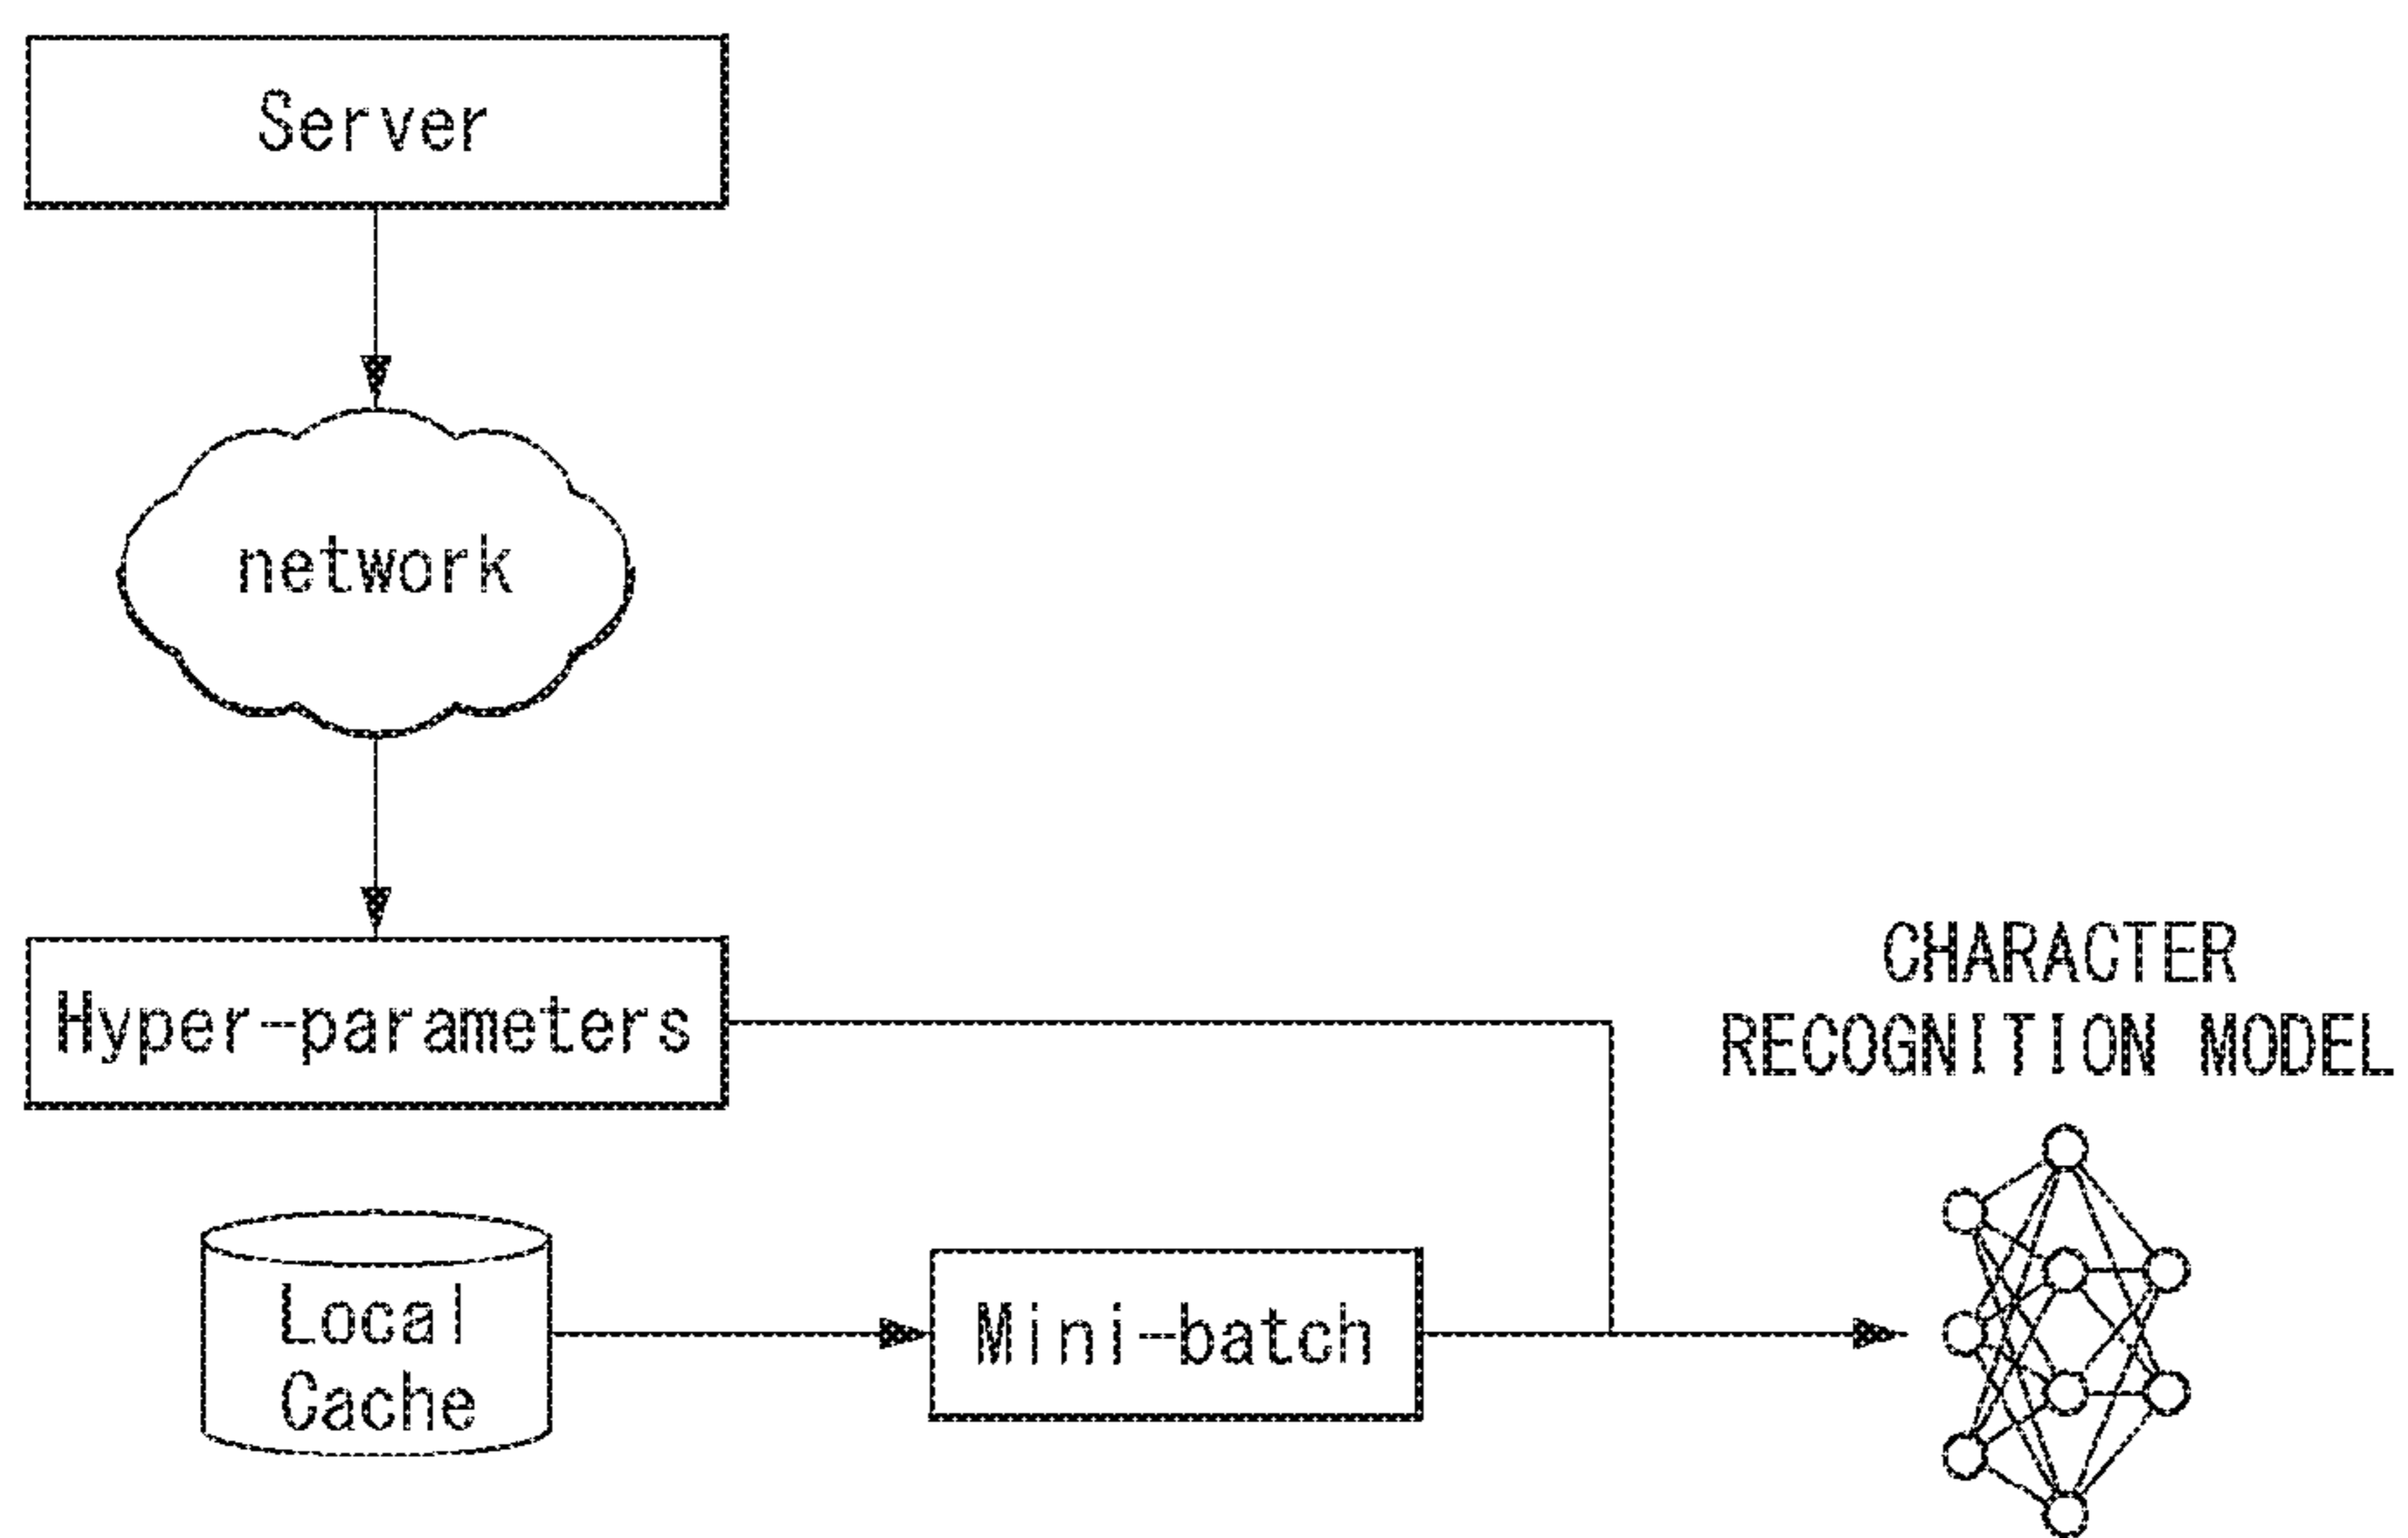 Server
network
Hyper-parameters
CHARACTER
RECOGNITION MODEL
Local
Cache
Mini-batch